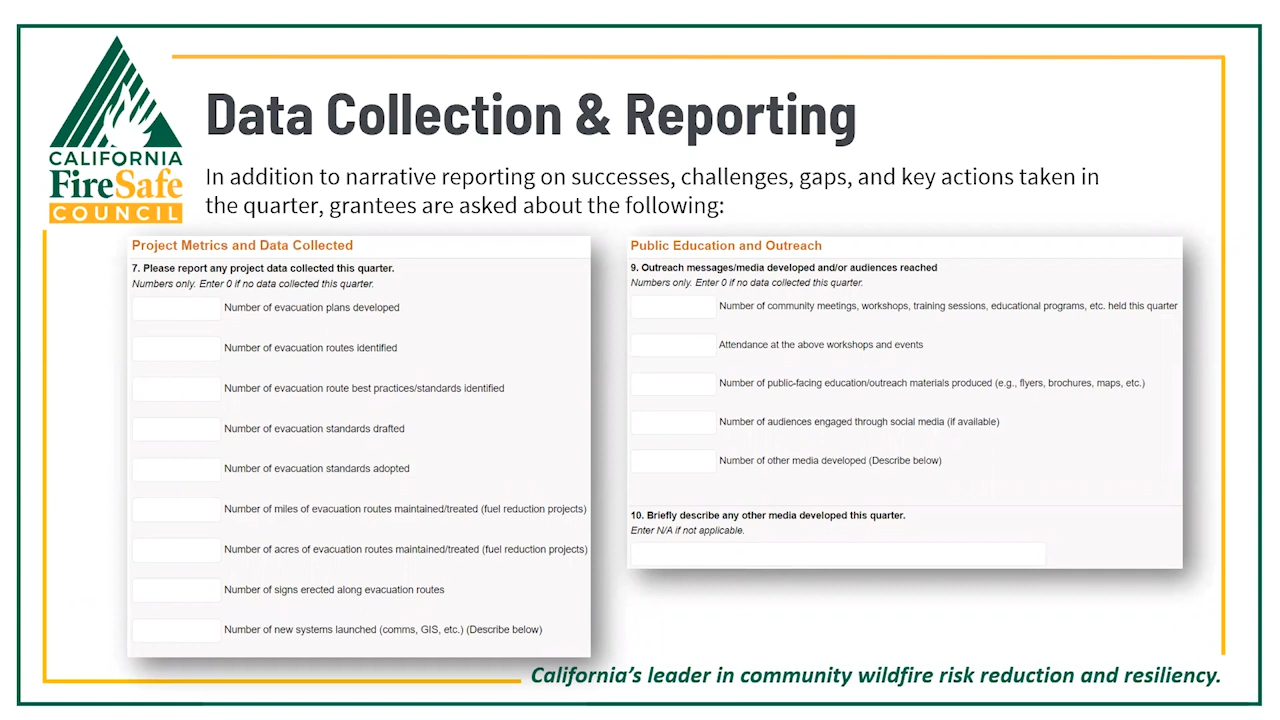 CALIFORNIA
FireSafe
COUNCIL
Data Collection & Reporting
In addition to narrative reporting on successes, challenges, gaps, and key actions taken in
the quarter, grantees are asked about the following:
Project Metrics and Data Collected
7. Please report any project data collected this quarter.
Numbers only. Enter 0 if no data collected this quarter.
Number of evacuation plans developed
Number of evacuation routes identified
Number of evacuation route best practices/standards identified
Number of evacuation standards drafted
Number of evacuation standards adopted
Number of miles of evacuation routes maintained/treated (fuel reduction projects)
Number of acres of evacuation routes maintained/treated (fuel reduction projects)
Number of signs erected along evacuation routes
Number of new systems launched (comms, GIS, etc.) (Describe below)
Public Education and Outreach
9. Outreach messages/media developed and/or audiences reached
Numbers only. Enter 0 if no data collected this quarter.
Number of community meetings, workshops, training sessions, educational programs, etc. held this quarter
Attendance at the above workshops and events
Number of public-facing education/outreach materials produced (e.g., flyers, brochures, maps, etc.)
Number of audiences engaged through social media (if available)
Number of other media developed (Describe below)
10. Briefly describe any other media developed this quarter.
Enter N/A if not applicable.
California's leader in community wildfire risk reduction and resiliency.